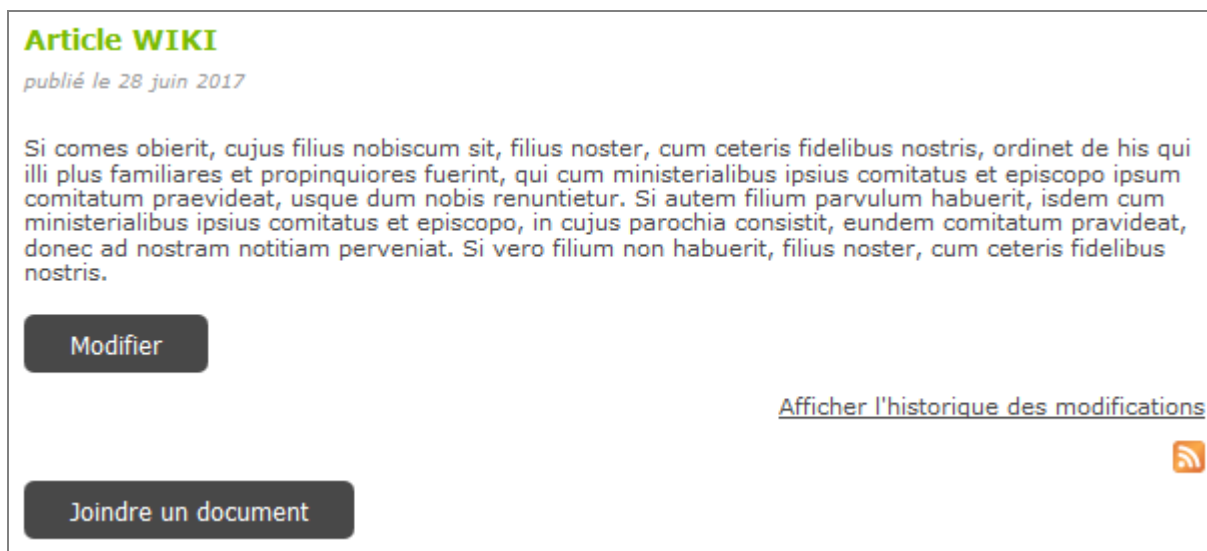 Article WIKI
publié le 28 juin 2017
Si comes obierit, cujus filius nobiscum sit, filius noster, cum ceteris fidelibus nostris, ordinet de his qui
illi plus familiares et propinquiores fuerint, qui cum ministerialibus ipsius comitatus et episcopo ipsum
comitatum praevideat, usque dum nobis renuntietur. Si autem filium parvulum habuerit, isdem cum
ministerialibus ipsius comitatus et episcopo, in cujus parochia consistit, eundem comitatum pravideat,
donec ad nostram notitiam perveniat. Si vero filium non habuerit, filius noster, cum ceteris fidelibus
nostris.
Modifier
Afficher l'historique des modifications
Joindre un document